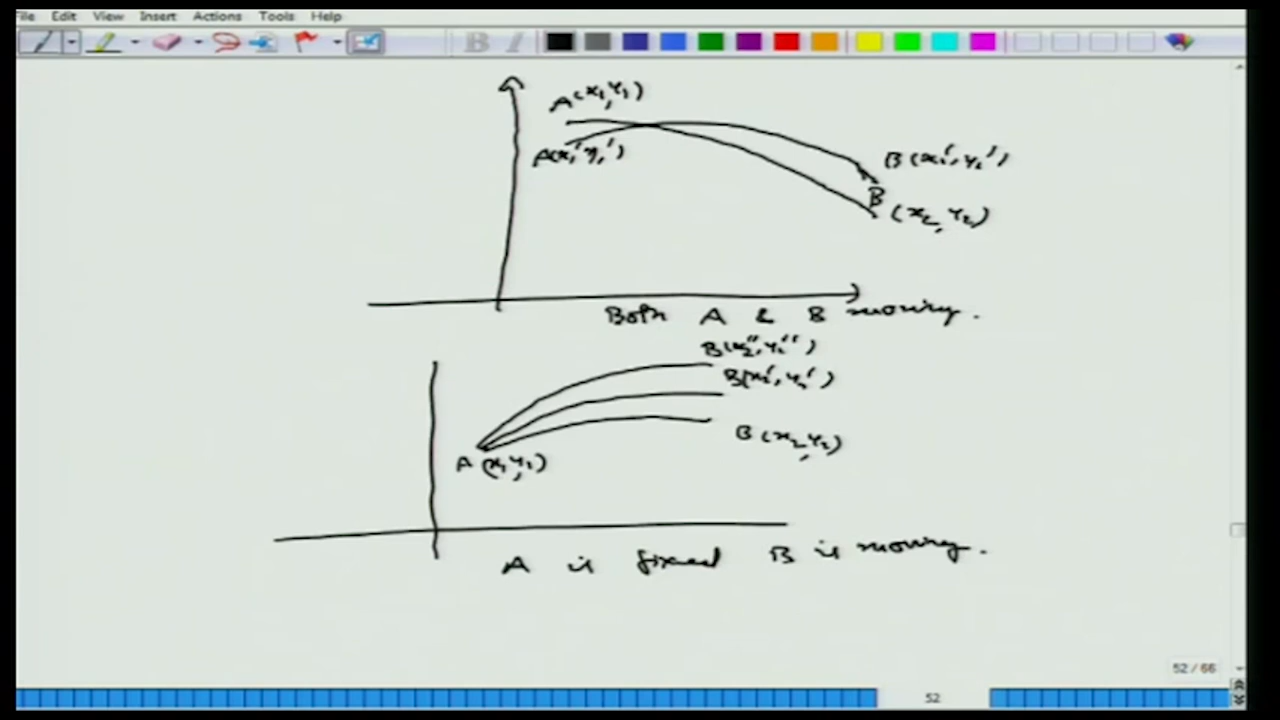 File Edit View Insert Actions Tools Help
B I
A(x₁, y₁)
A(x₁', y₁')
B(x₂', y₂')
B
(x₂, y₂)
Both A & B moving.
B(x₂'', y₂'')
B(x₂', y₂')
B(x₂, y₂)
A(x₁, y₁)
A is fixed B is moving.
52 / 66
52